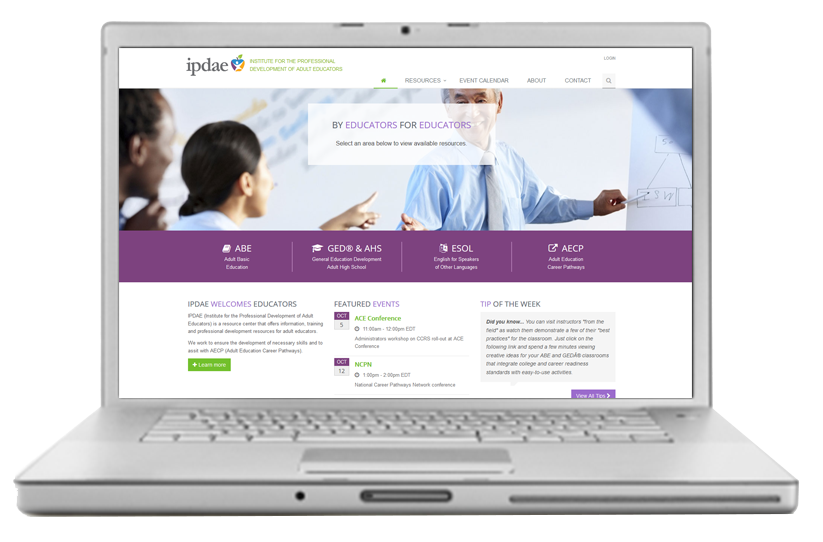 ipdae
INSTITUTE FOR THE PROFESSIONAL
DEVELOPMENT OF ADULT EDUCATORS
LOGIN
RESOURCES
EVENT CALENDAR
ABOUT
CONTACT
BY EDUCATORS FOR EDUCATORS
Select an area below to view available resources.
ABE
Adult Basic
Education
GED® & AHS
General Education Development
Adult High School
ESOL
English for Speakers
of Other Languages
AECP
Adult Education
Career Pathways
IPDAE WELCOMES EDUCATORS
IPDAE (Institute for the Professional Development of Adult
Educators) is a resource center that offers information, training
and professional development resources for adult educators.
We work to ensure the development of necessary skills and to
assist with AECP (Adult Education Career Pathways).
Learn more
FEATURED EVENTS
OCT
5
ACE Conference
11:00am - 12:00pm EDT
Administrators workshop on CCRS roll-out at ACE
Conference
OCT
12
NCPN
1:00pm - 2:00pm EDT
National Career Pathways Network conference
TIP OF THE WEEK
Did you know... You can visit instructors "from the
field" as watch them demonstrate a few of their "best
practices" for the classroom. Just click on the
following link and spend a few minutes viewing
creative ideas for your ABE and GEDÂ® classrooms
that integrate college and career readiness
standards with easy-to-use activities.
View All Tips